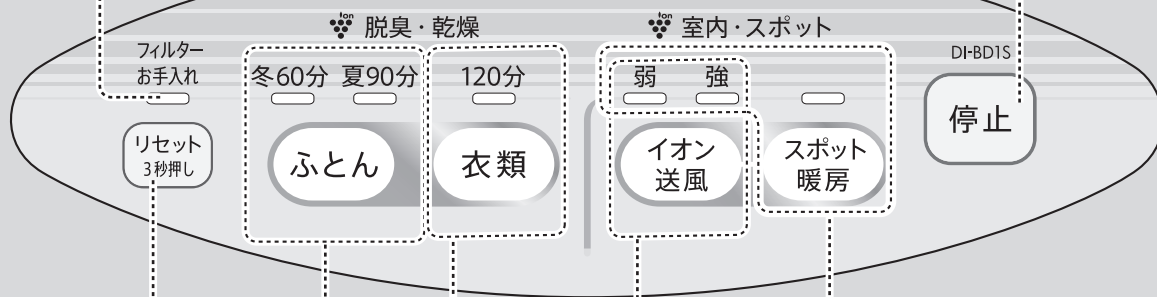 ion 脱臭・乾燥
ion 室内・スポット
フィルター
お手入れ
冬60分 夏90分
120分
弱 強
DI-BD1S
リセット
3秒押し
ふとん
衣類
イオン
送風
スポット
暖房
停止